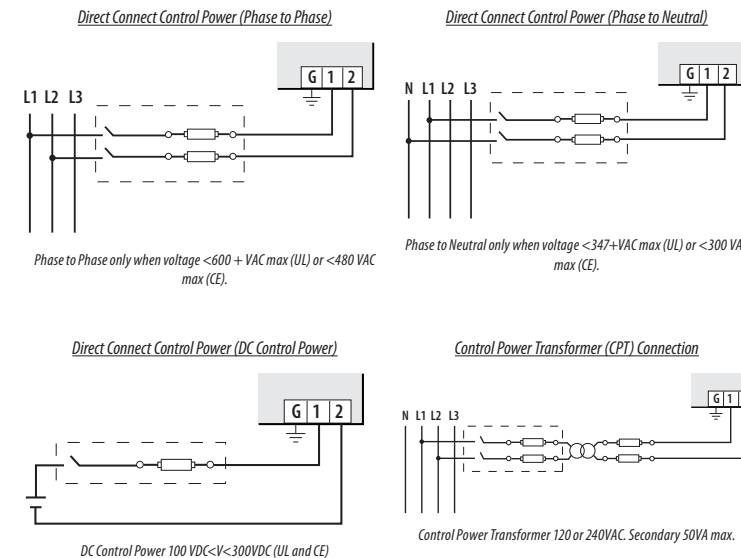 Direct Connect Control Power (Phase to Phase)
G 1 2
L1 L2 L3
Phase to Phase only when voltage <600 + VAC max (UL) or <480 VAC
max (CE).
Direct Connect Control Power (Phase to Neutral)
G 1 2
N L1 L2 L3
Phase to Neutral only when voltage <347+VAC max (UL) or <300 VA
max (CE).
Direct Connect Control Power (DC Control Power)
G 1 2
DC Control Power 100 VDC<V<300VDC (UL and CE)
Control Power Transformer (CPT) Connection
G 1
N L1 L2 L3
Control Power Transformer 120 or 240VAC. Secondary 50VA max.